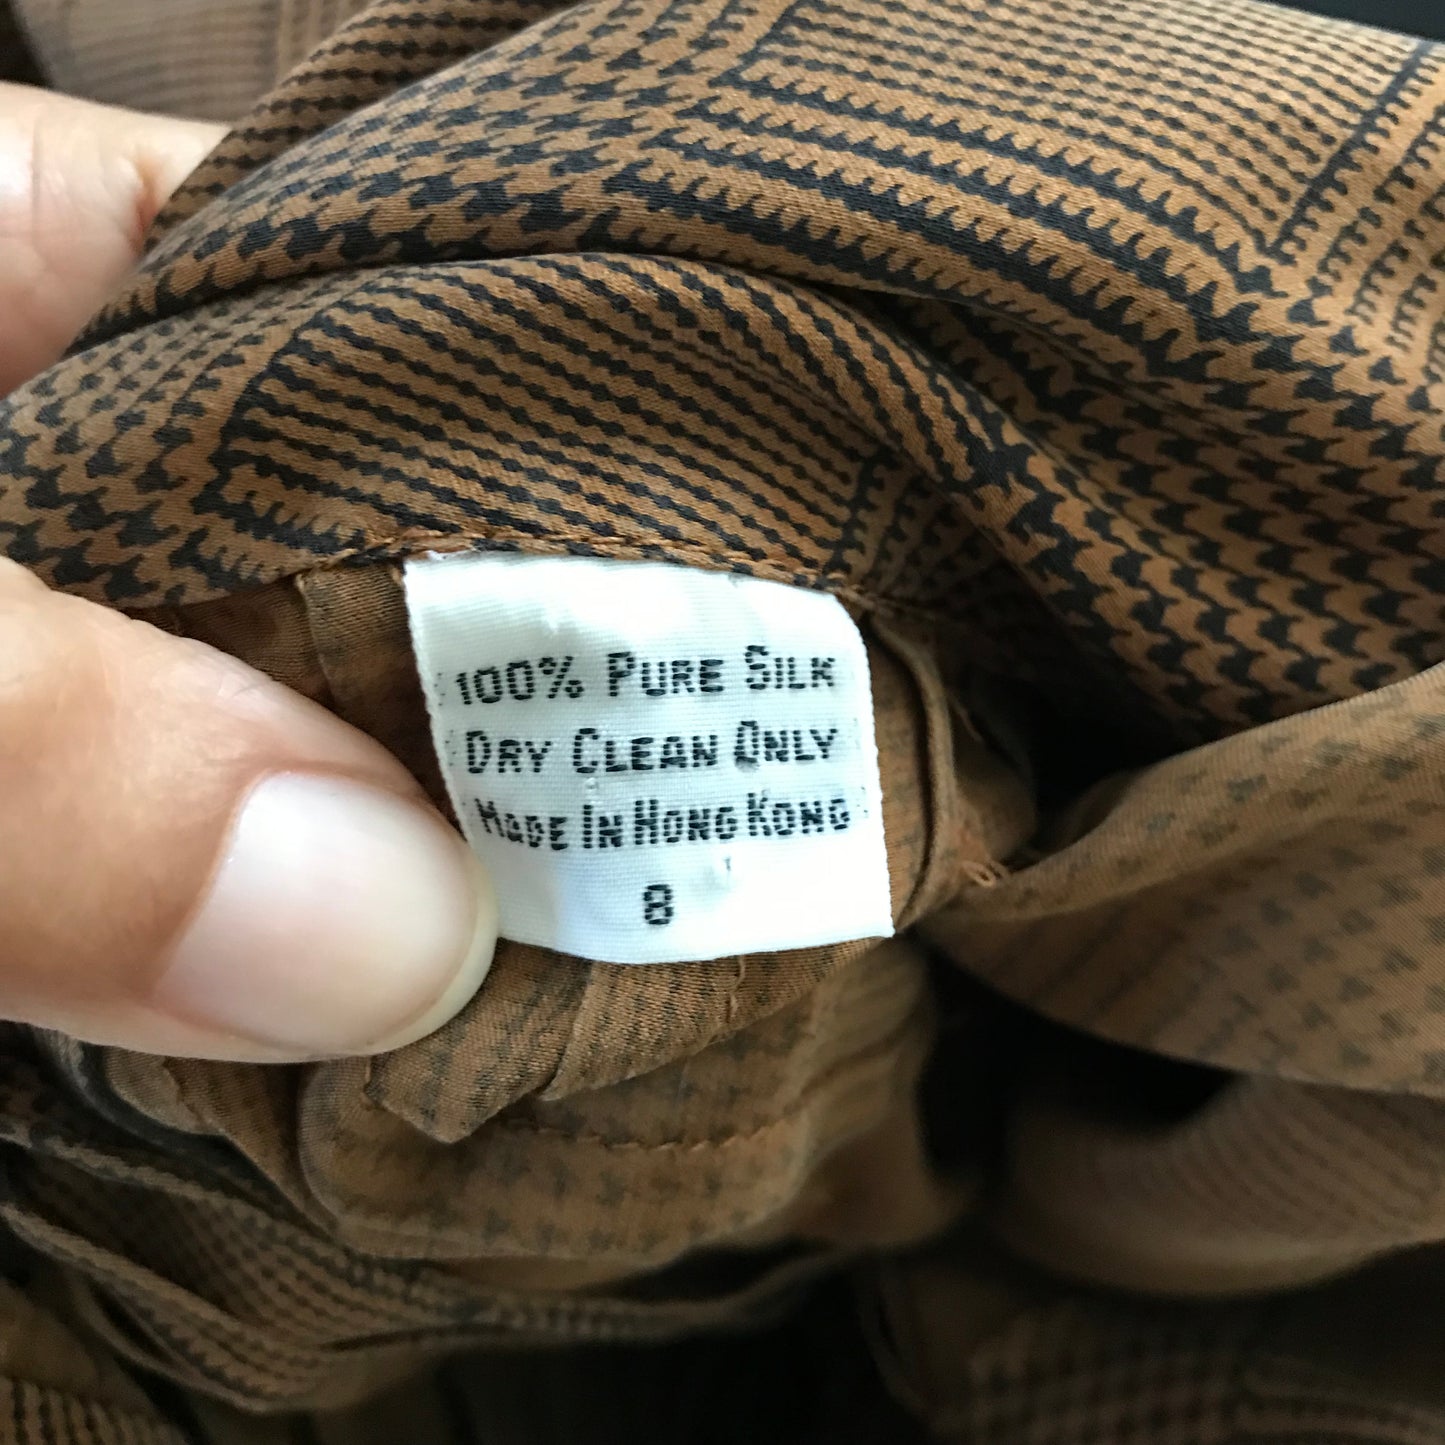 100% PURE SILK
DRY CLEAN ONLY
MADE IN HONG KONG
8